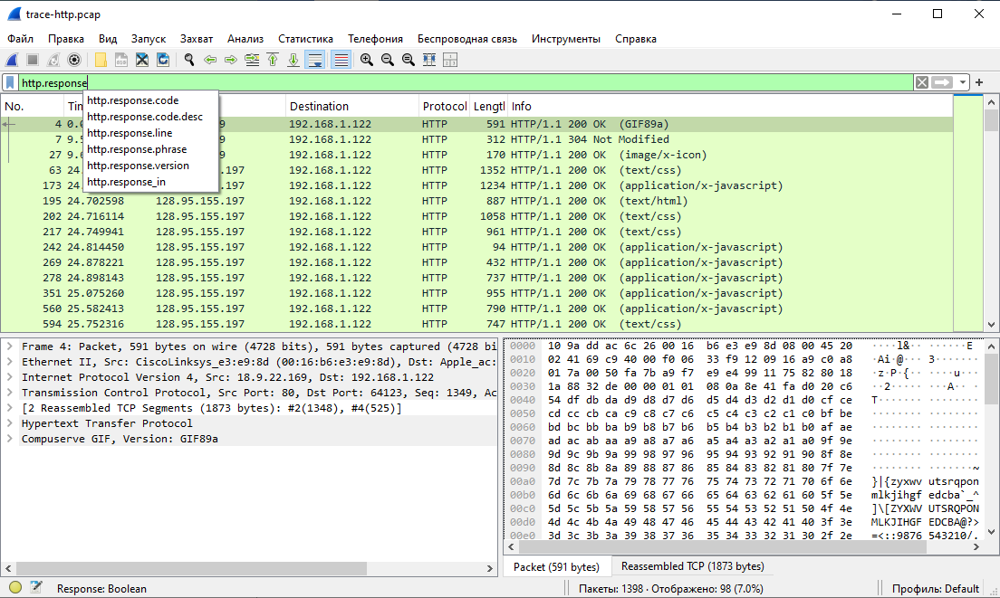 trace-http.pcap
Файл Правка Вид Запуск Захват Анализ Статистика Телефония Беспроводная связь Инструменты Справка
http.response
http.response.code
http.response.code.desc
http.response.line
http.response.phrase
http.response.version
http.response_in
No. Tim Destination Protocol Lengtl Info
4 0.0 9 192.168.1.122 HTTP 591 HTTP/1.1 200 OK (GIF89a)
7 9.5 9 192.168.1.122 HTTP 312 HTTP/1.1 304 Not Modified
27 9.6 9 192.168.1.122 HTTP 170 HTTP/1.1 200 OK (image/x-icon)
63 24. .197 192.168.1.122 HTTP 1352 HTTP/1.1 200 OK (text/css)
173 24. .197 192.168.1.122 HTTP 1234 HTTP/1.1 200 OK (application/x-javascript)
195 24.702598 128.95.155.197 192.168.1.122 HTTP 887 HTTP/1.1 200 OK (text/html)
202 24.716114 128.95.155.197 192.168.1.122 HTTP 1058 HTTP/1.1 200 OK (text/css)
217 24.749941 128.95.155.197 192.168.1.122 HTTP 961 HTTP/1.1 200 OK (text/css)
242 24.814450 128.95.155.197 192.168.1.122 HTTP 94 HTTP/1.1 200 OK (application/x-javascript)
269 24.878221 128.95.155.197 192.168.1.122 HTTP 432 HTTP/1.1 200 OK (application/x-javascript)
278 24.898143 128.95.155.197 192.168.1.122 HTTP 737 HTTP/1.1 200 OK (application/x-javascript)
351 25.075260 128.95.155.197 192.168.1.122 HTTP 955 HTTP/1.1 200 OK (application/x-javascript)
560 25.582413 128.95.155.197 192.168.1.122 HTTP 790 HTTP/1.1 200 OK (application/x-javascript)
594 25.752316 128.95.155.197 192.168.1.122 HTTP 747 HTTP/1.1 200 OK (text/css)
Frame 4: Packet, 591 bytes on wire (4728 bits), 591 bytes captured (4728 bi
Ethernet II, Src: CiscoLinksys_e3:e9:8d (00:16:b6:e3:e9:8d), Dst: Apple_ac:
Internet Protocol Version 4, Src: 18.9.22.169, Dst: 192.168.1.122
Transmission Control Protocol, Src Port: 80, Dst Port: 64123, Seq: 1349, Ac
[2 Reassembled TCP Segments (1873 bytes): #2(1348), #4(525)]
Hypertext Transfer Protocol
Compuserve GIF, Version: GIF89a
0000 10 9a dd ac 6c 26 00 16 b6 e3 e9 8d 08 00 45 20 ····l&·· ······E
0010 02 41 69 c9 40 00 f0 06 33 f9 12 09 16 a9 c0 a8 ·Ai·@··· 3·······
0020 01 7a 00 50 fa 7b a9 f7 e9 e4 99 11 75 82 80 18 ·z·P·{·· ····u···
0030 1a 88 32 de 00 00 01 01 08 0a 8e 41 fa d0 20 c6 ··2····· ···A·· ·
0040 54 df db da d9 d8 d7 d6 d5 d4 d3 d2 d1 d0 cf ce T······· ········
0050 cd cc cb ca c9 c8 c7 c6 c5 c4 c3 c2 c1 c0 bf be ········ ········
0060 bd bc bb ba b9 b8 b7 b6 b5 b4 b3 b2 b1 b0 af ae ········ ········
0070 ad ac ab aa a9 a8 a7 a6 a5 a4 a3 a2 a1 a0 9f 9e ········ ········
0080 9d 9c 9b 9a 99 98 97 96 95 94 93 92 91 90 8f 8e ········ ········
0090 8d 8c 8b 8a 89 88 87 86 85 84 83 82 81 80 7f 7e ········ ·······~
00a0 7d 7c 7b 7a 79 78 77 76 75 74 73 72 71 70 6f 6e }|{zyxwv utsrqpon
00b0 6d 6c 6b 6a 69 68 67 66 65 64 63 62 61 60 5f 5e mlkjihgf edcba`_^
00c0 5d 5c 5b 5a 59 58 57 56 55 54 53 52 51 50 4f 4e ]\[ZYXWV UTSRQPON
00d0 4d 4c 4b 4a 49 48 47 46 45 44 43 42 41 40 3f 3e MLKJIHGF EDCBA@?>
00e0 3d 3c 3b 3a 39 38 37 36 35 34 33 32 31 30 2f 2e =<;:9876 543210/.
Packet (591 bytes) Reassembled TCP (1873 bytes)
Response: Boolean Пакеты: 1398 · Отображено: 98 (7.0%) Профиль: Default